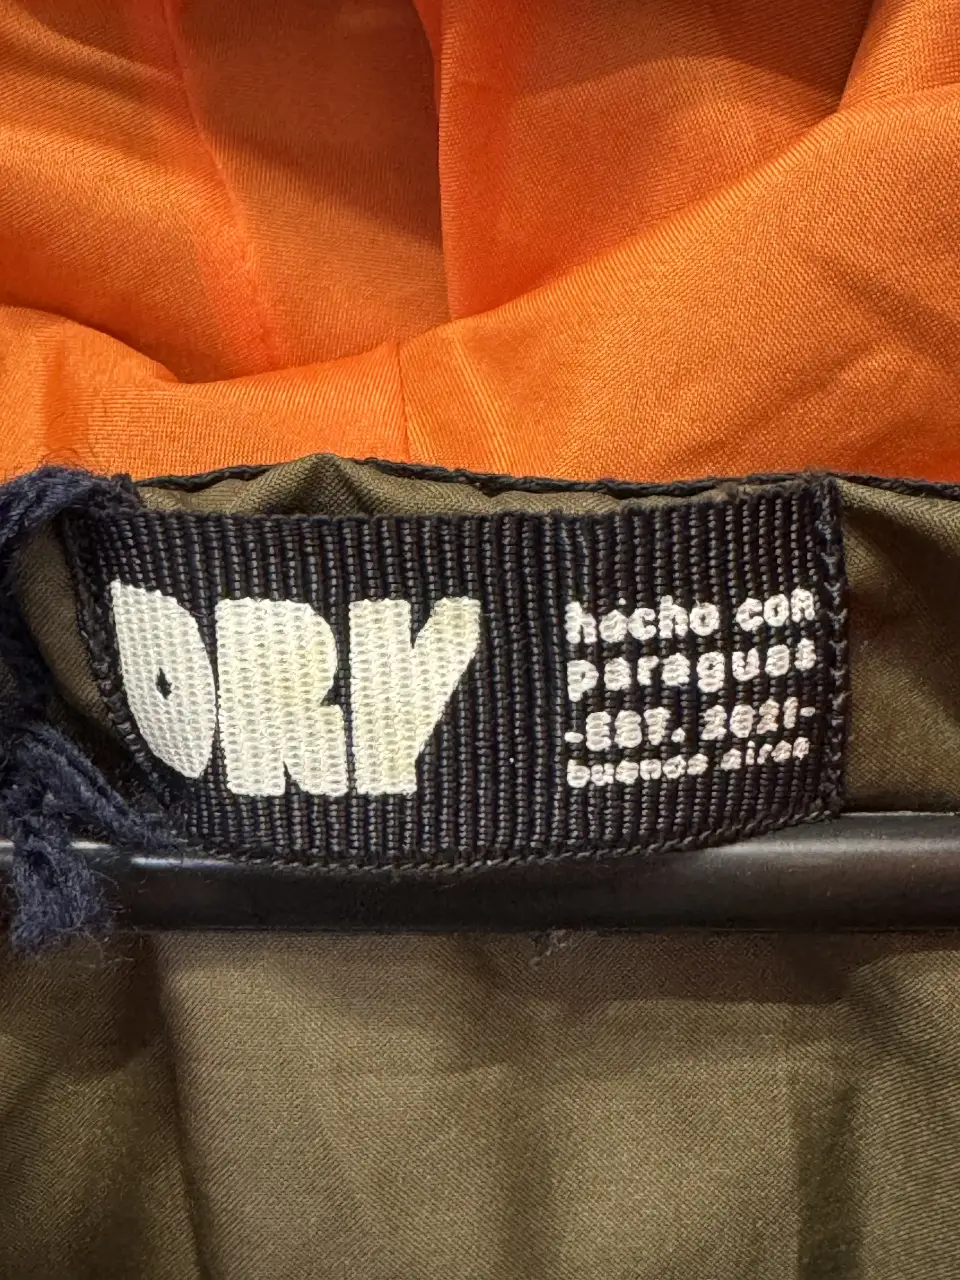 DRY
hecho con
paraguas
-EST. 2021-
buenos aires